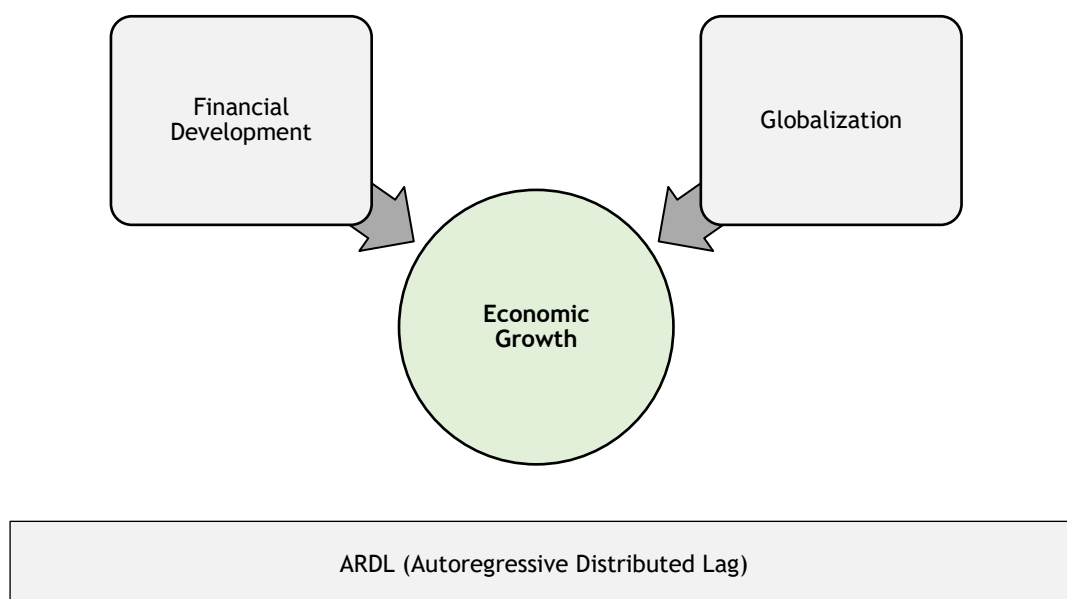 Financial
Development
Globalization
Economic
Growth
ARDL (Autoregressive Distributed Lag)